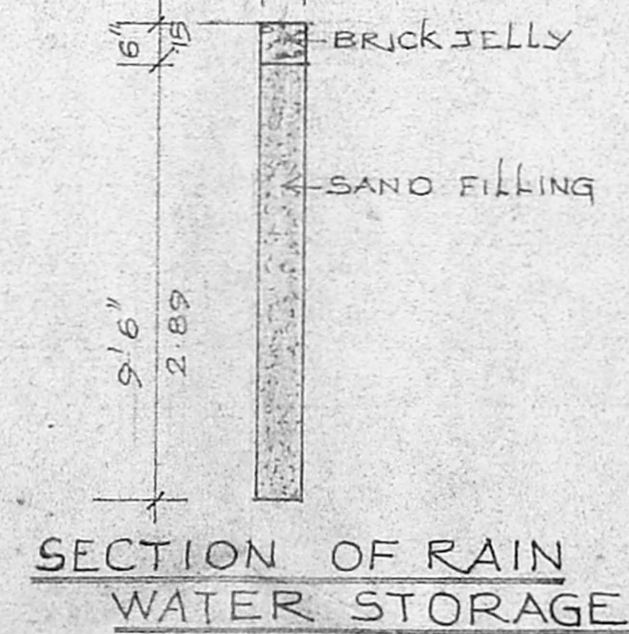 6"
.15
BRICK JELLY
SAND FILLING
9'6"
2.89
SECTION OF RAIN
WATER STORAGE